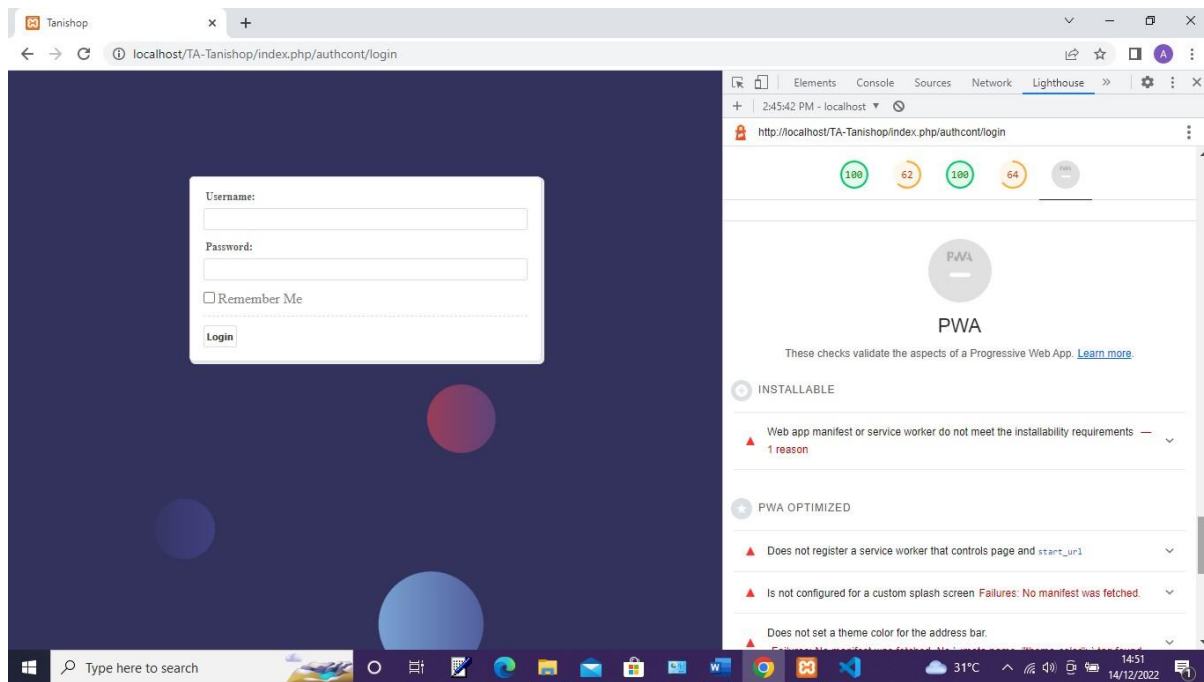 Tanishop
localhost/TA-Tanishop/index.php/authcont/login
A
Username:
Password:
Remember Me
Login
Elements Console Sources Network Lighthouse »
2:45:42 PM - localhost
http://localhost/TA-Tanishop/index.php/authcont/login
100 62 100 64 PWA
PWA
PWA
These checks validate the aspects of a Progressive Web App. Learn more.
INSTALLABLE
Web app manifest or service worker do not meet the installability requirements —
1 reason
PWA OPTIMIZED
Does not register a service worker that controls page and start_url
Is not configured for a custom splash screen Failures: No manifest was fetched.
Does not set a theme color for the address bar.
Type here to search
31°C
14:51
14/12/2022
1